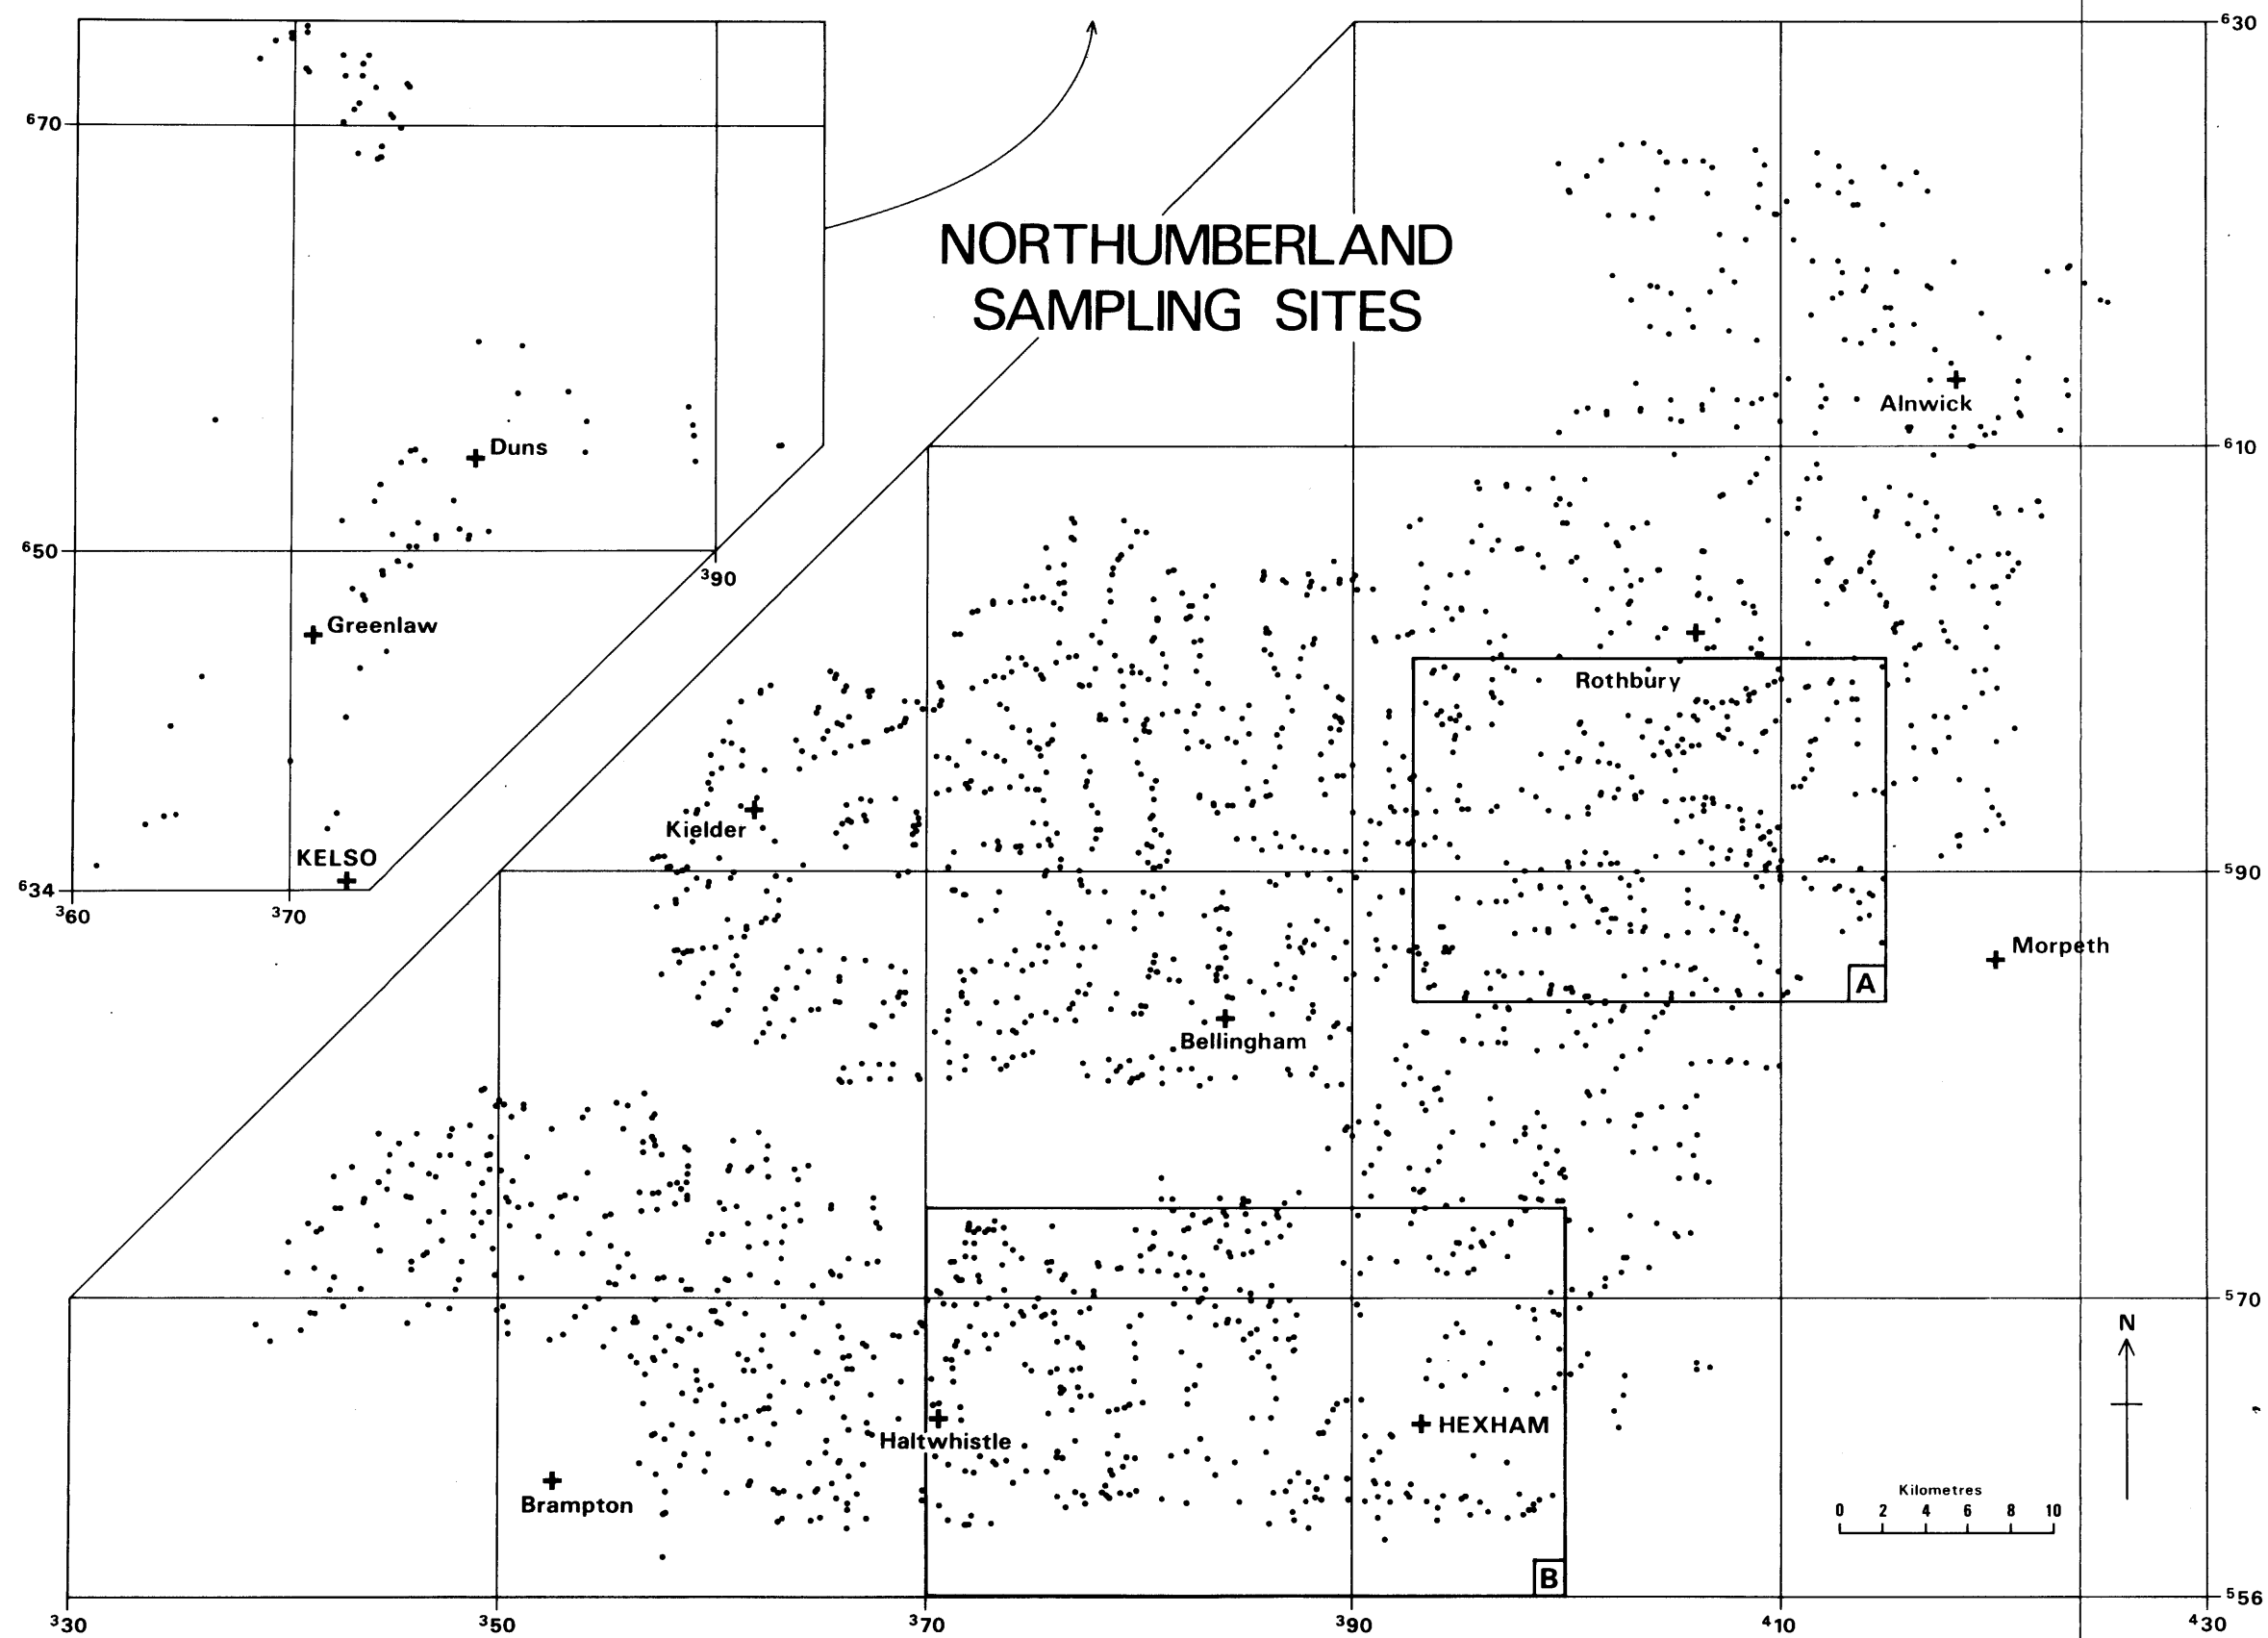 630
670
NORTHUMBERLAND
SAMPLING SITES
Alnwick
Duns
610
650
390
Greenlaw
Rothbury
Kielder
KELSO
634
590
360
370
Morpeth
A
Bellingham
570
N
HEXHAM
Haltwhistle
Brampton
Kilometres
0 2 4 6 8 10
B
556
330
350
370
390
410
430